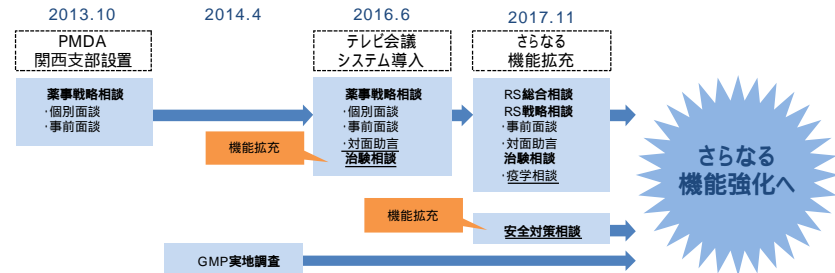 2013.10
2014.4
2016.6
2017.11
PMDA
関西支部設置
テレビ会議
システム導入
さらなる
機能拡充
薬事戦略相談
･個別面談
･事前面談
薬事戦略相談
･個別面談
･事前面談
･対面助言
治験相談
RS総合相談
RS戦略相談
･事前面談
･対面助言
治験相談
･疫学相談
機能拡充
さらなる
機能強化へ
機能拡充
安全対策相談
GMP実地調査